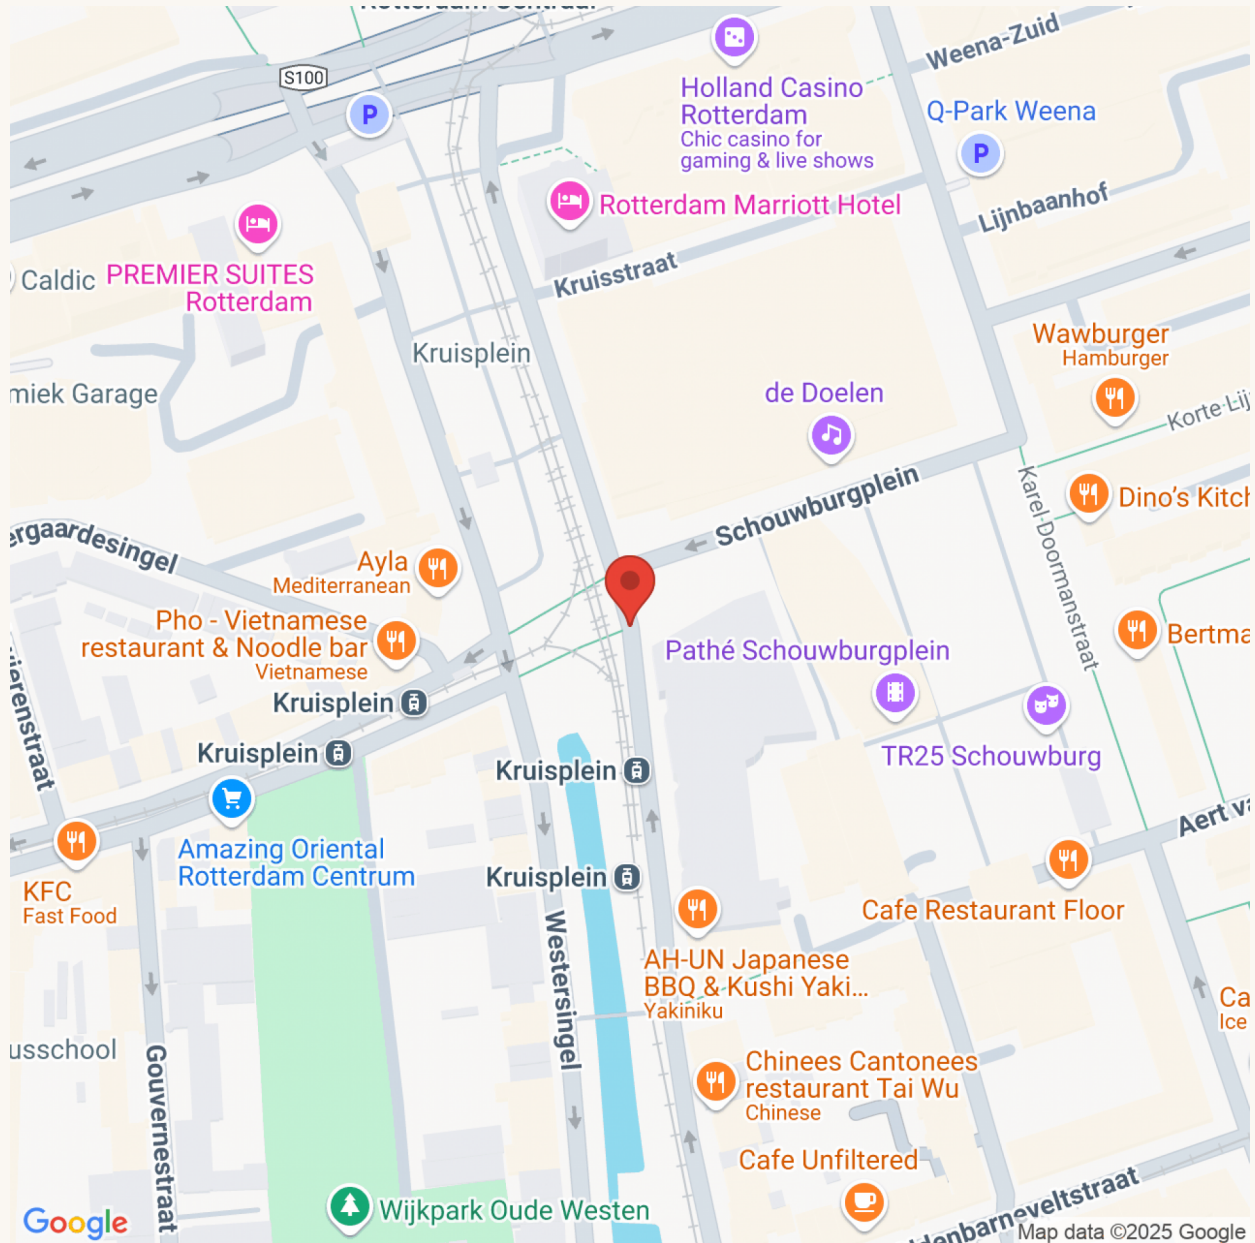 S100
Holland Casino
Rotterdam
Chic casino for
gaming & live shows
Weena-Zuid
Q-Park Weena
P
P
Rotterdam Marriott Hotel
Lijnbaanhof
PREMIER SUITES
Rotterdam
Caldic
Kruisstraat
Kruisplein
Wawburger
Hamburger
miek Garage
de Doelen
Korte Lij
Karel Doormanstraat
Dino's Kitch
Schouwburgplein
ergaardesingel
Ayla
Mediterranean
Pho - Vietnamese
restaurant & Noodle bar
Vietnamese
Bertma
Pathé Schouwburgplein
Kruisplein
TR25 Schouwburg
Kruisplein
Kruisplein
vierenstraat
Aert va
Amazing Oriental
Rotterdam Centrum
KFC
Fast Food
Kruisplein
Cafe Restaurant Floor
AH-UN Japanese
BBQ & Kushi Yaki...
Yakiniku
Westersingel
Ca
Ice
usschool
Gouvernestraat
Chinees Cantonees
restaurant Tai Wu
Chinese
Cafe Unfiltered
Wijkpark Oude Westen
denbarneveltstraat
Google
Map data ©2025 Google